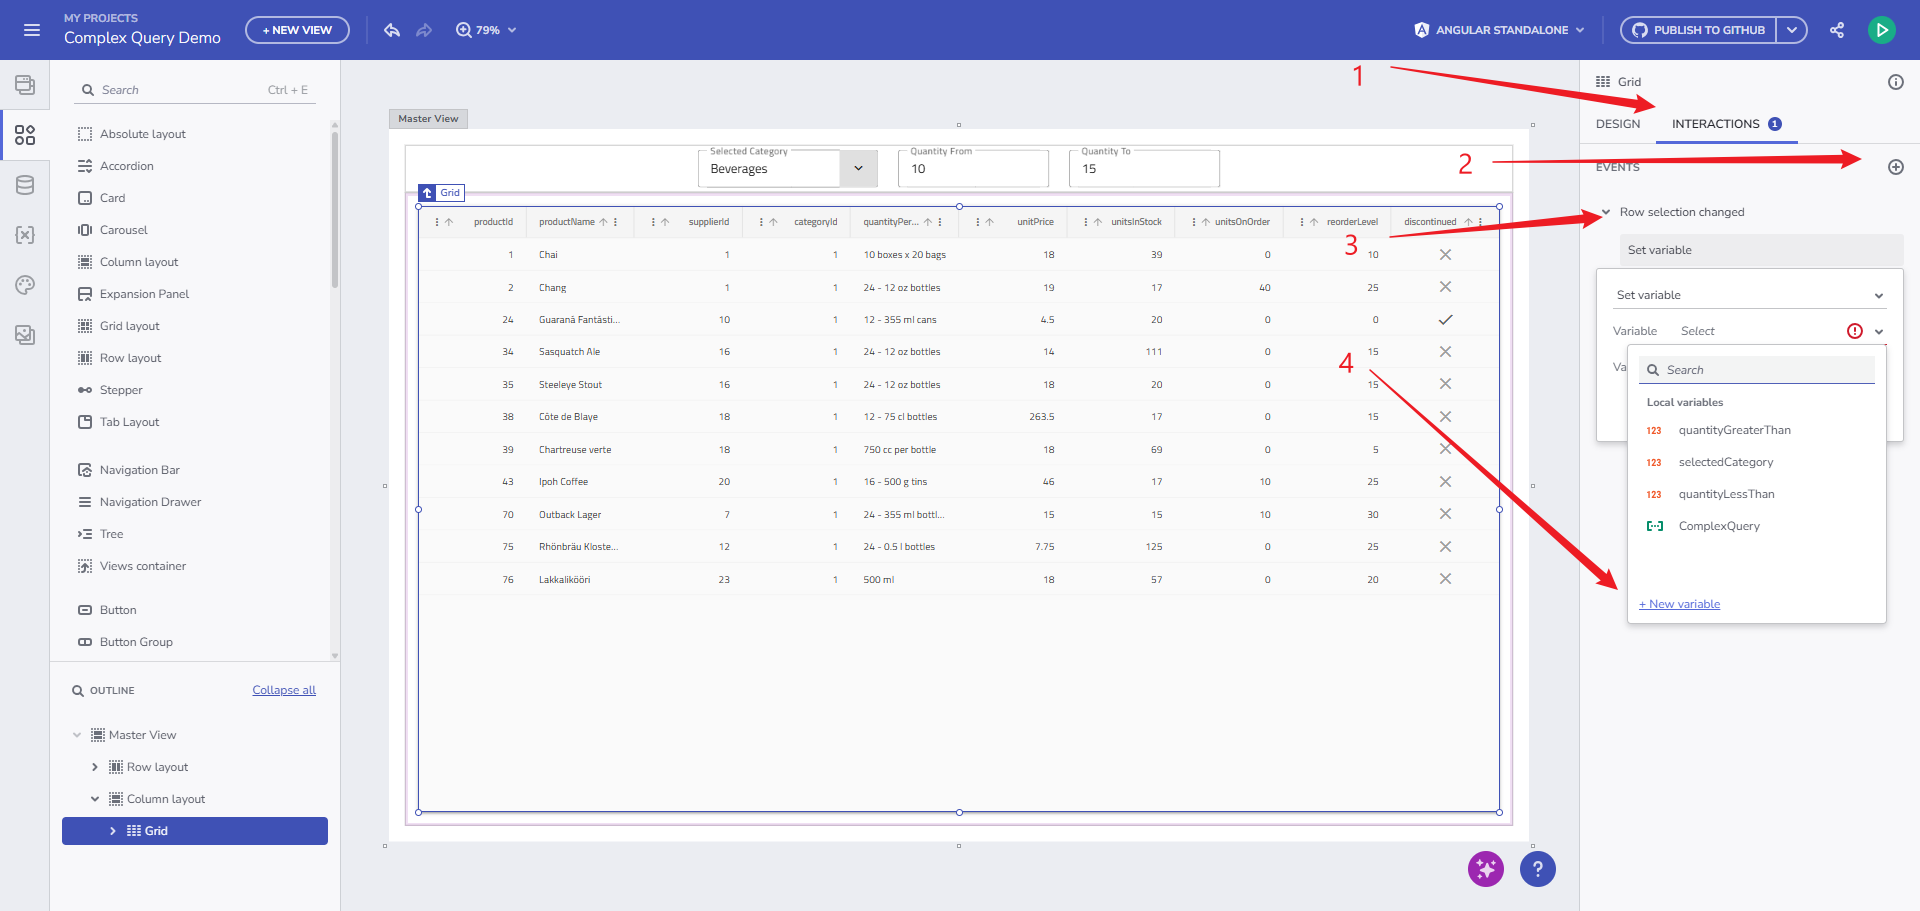 MY PROJECTS
Complex Query Demo
+ NEW VIEW
79%
ANGULAR STANDALONE
PUBLISH TO GITHUB
Search
Ctrl + E
Absolute layout
Accordion
Card
Carousel
Column layout
Expansion Panel
Grid layout
Row layout
Stepper
Tab Layout
Navigation Bar
Navigation Drawer
Tree
Views container
Button
Button Group
OUTLINE
Collapse all
Master View
Row layout
Column layout
Grid
Master View
Selected Category
Beverages
Quantity From
10
Quantity To
15
Grid
productId productName supplierId categoryId quantityPer... unitPrice unitsInStock unitsOnOrder reorderLevel discontinued
1 Chai 1 1 10 boxes x 20 bags 18 39 0 10
2 Chang 1 1 24 - 12 oz bottles 19 17 40 25
24 Guaraná Fantásti... 10 1 12 - 355 ml cans 4.5 20 0 0
34 Sasquatch Ale 16 1 24 - 12 oz bottles 14 111 0 15
35 Steeleye Stout 16 1 24 - 12 oz bottles 18 20 0 15
38 Côte de Blaye 18 1 12 - 75 cl bottles 263.5 17 0 15
39 Chartreuse verte 18 1 750 cc per bottle 18 69 0 5
43 Ipoh Coffee 20 1 16 - 500 g tins 46 17 10 25
70 Outback Lager 7 1 24 - 355 ml bottl... 15 15 10 30
75 Rhönbräu Kloste... 12 1 24 - 0.5 l bottles 7.75 125 0 25
76 Lakkalikööri 23 1 500 ml 18 57 0 20
1
2
3
4
Grid
DESIGN
INTERACTIONS 1
EVENTS
Row selection changed
Set variable
Set variable
Variable Select
Va
Search
Local variables
123 quantityGreaterThan
123 selectedCategory
123 quantityLessThan
ComplexQuery
+ New variable
?